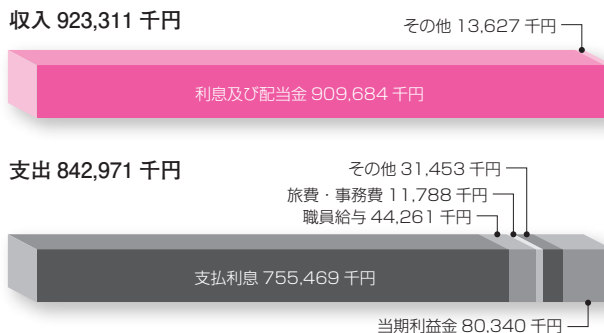 収入 923,311 千円
その他 13,627 千円
利息及び配当金 909,684 千円
支出 842,971 千円
その他 31,453 千円
旅費・事務費 11,788 千円
職員給与 44,261 千円
支払利息 755,469 千円
当期利益金 80,340 千円